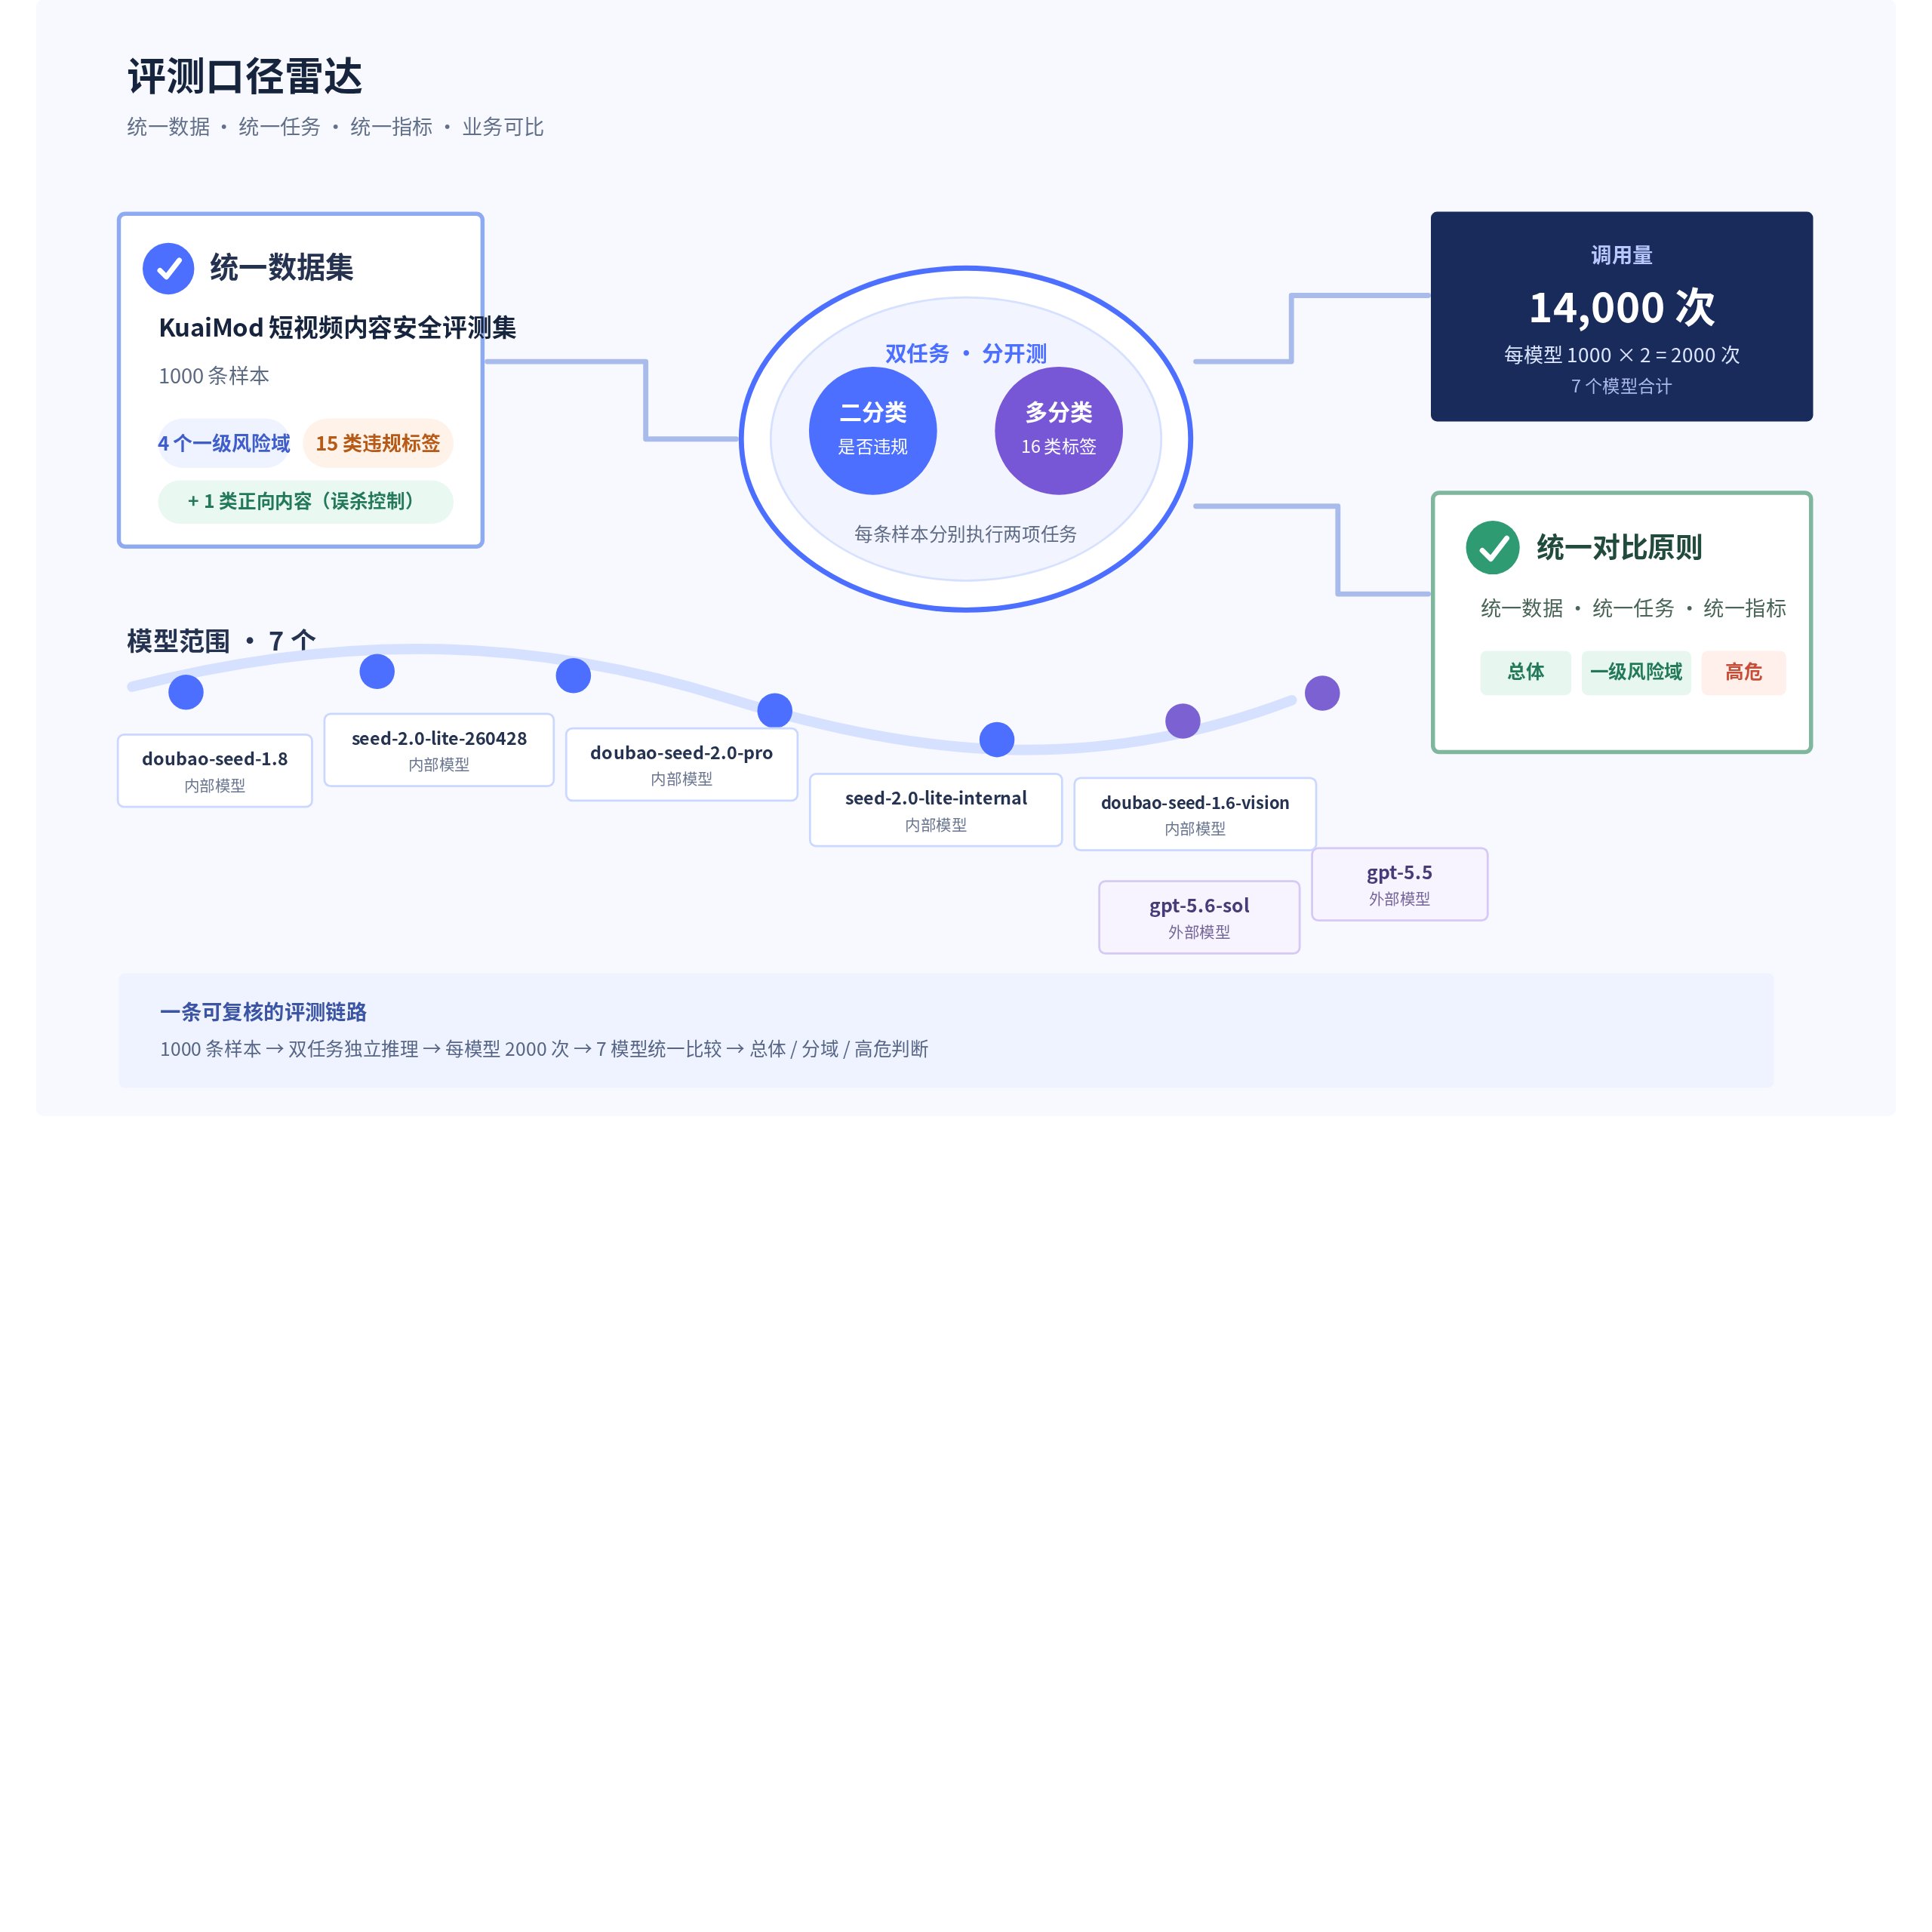 评测口径雷达
统一数据 · 统一任务 · 统一指标 · 业务可比
统一数据集
KuaiMod 短视频内容安全评测集
1000 条样本
4 个一级风险域
15 类违规标签
+ 1 类正向内容（误杀控制）
双任务 · 分开测
二分类
是否违规
多分类
16 类标签
每条样本分别执行两项任务
调用量
14,000 次
每模型 1000 × 2 = 2000 次
7 个模型合计
统一对比原则
统一数据 · 统一任务 · 统一指标
总体
一级风险域
高危
模型范围 · 7 个
doubao-seed-1.8
内部模型
seed-2.0-lite-260428
内部模型
doubao-seed-2.0-pro
内部模型
seed-2.0-lite-internal
内部模型
doubao-seed-1.6-vision
内部模型
gpt-5.6-sol
外部模型
gpt-5.5
外部模型
一条可复核的评测链路
1000 条样本 → 双任务独立推理 → 每模型 2000 次 → 7 模型统一比较 → 总体 / 分域 / 高危判断